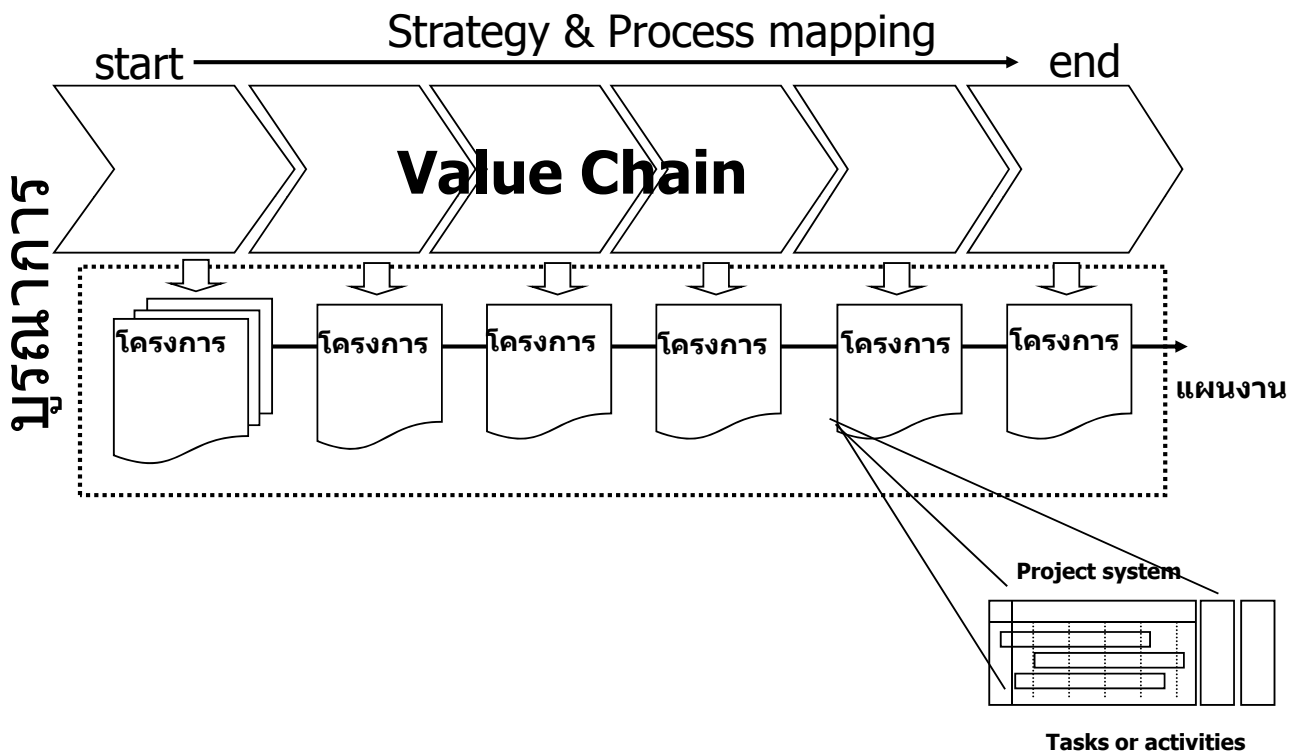 Strategy & Process mapping
start
end
Value Chain
บูรณาการ
โครงการ
โครงการ
โครงการ
โครงการ
โครงการ
โครงการ
แผนงาน
Project system
Tasks or activities